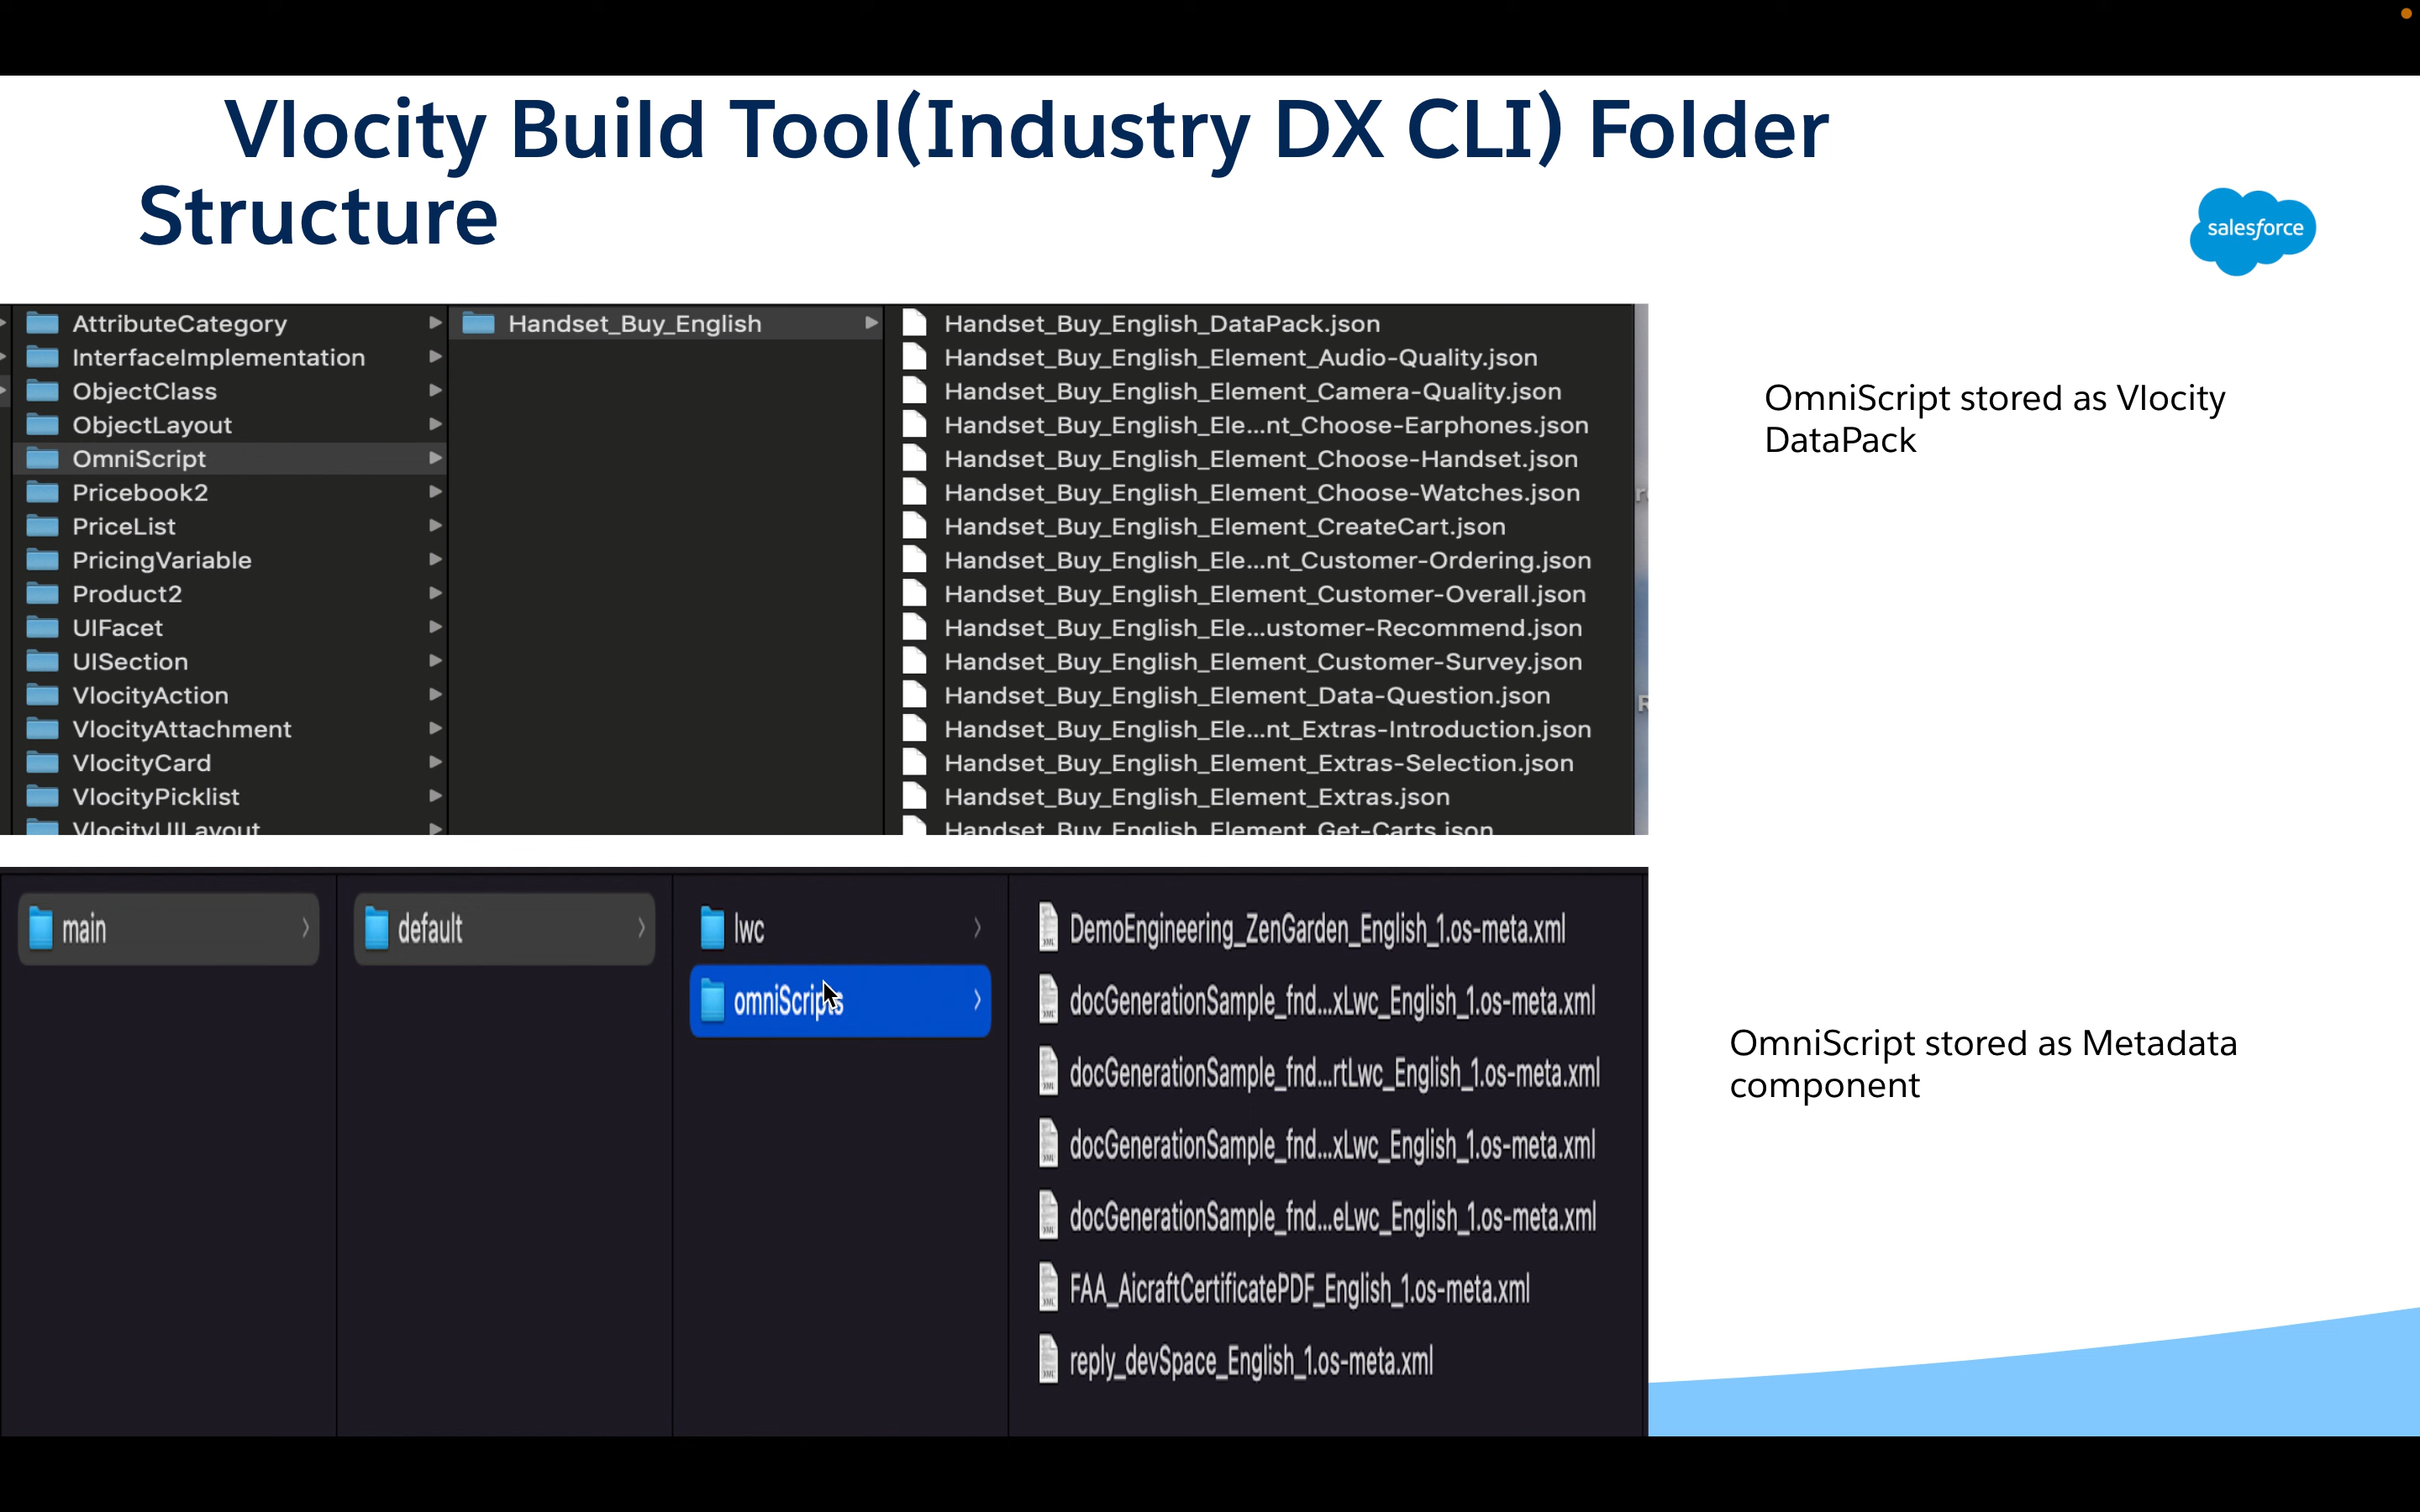 Vlocity Build Tool(Industry DX CLI) Folder
Structure
salesforce
AttributeCategory
InterfaceImplementation
ObjectClass
ObjectLayout
OmniScript
Pricebook2
PriceList
PricingVariable
Product2
UIFacet
UISection
VlocityAction
VlocityAttachment
VlocityCard
VlocityPicklist
VlocityUILayout
Handset_Buy_English
Handset_Buy_English_DataPack.json
Handset_Buy_English_Element_Audio-Quality.json
Handset_Buy_English_Element_Camera-Quality.json
Handset_Buy_English_Ele...nt_Choose-Earphones.json
Handset_Buy_English_Element_Choose-Handset.json
Handset_Buy_English_Element_Choose-Watches.json
Handset_Buy_English_Element_CreateCart.json
Handset_Buy_English_Ele...nt_Customer-Ordering.json
Handset_Buy_English_Element_Customer-Overall.json
Handset_Buy_English_Ele...ustomer-Recommend.json
Handset_Buy_English_Element_Customer-Survey.json
Handset_Buy_English_Element_Data-Question.json
Handset_Buy_English_Ele...nt_Extras-Introduction.json
Handset_Buy_English_Element_Extras-Selection.json
Handset_Buy_English_Element_Extras.json
Handset_Buy_English_Element_Get-Carts.json
OmniScript stored as Vlocity
DataPack
main
default
lwc
omniScripts
DemoEngineering_ZenGarden_English_1.os-meta.xml
docGenerationSample_fnd...xLwc_English_1.os-meta.xml
docGenerationSample_fnd...rtLwc_English_1.os-meta.xml
docGenerationSample_fnd...xLwc_English_1.os-meta.xml
docGenerationSample_fnd...eLwc_English_1.os-meta.xml
FAA_AicraftCertificatePDF_English_1.os-meta.xml
reply_devSpace_English_1.os-meta.xml
OmniScript stored as Metadata
component